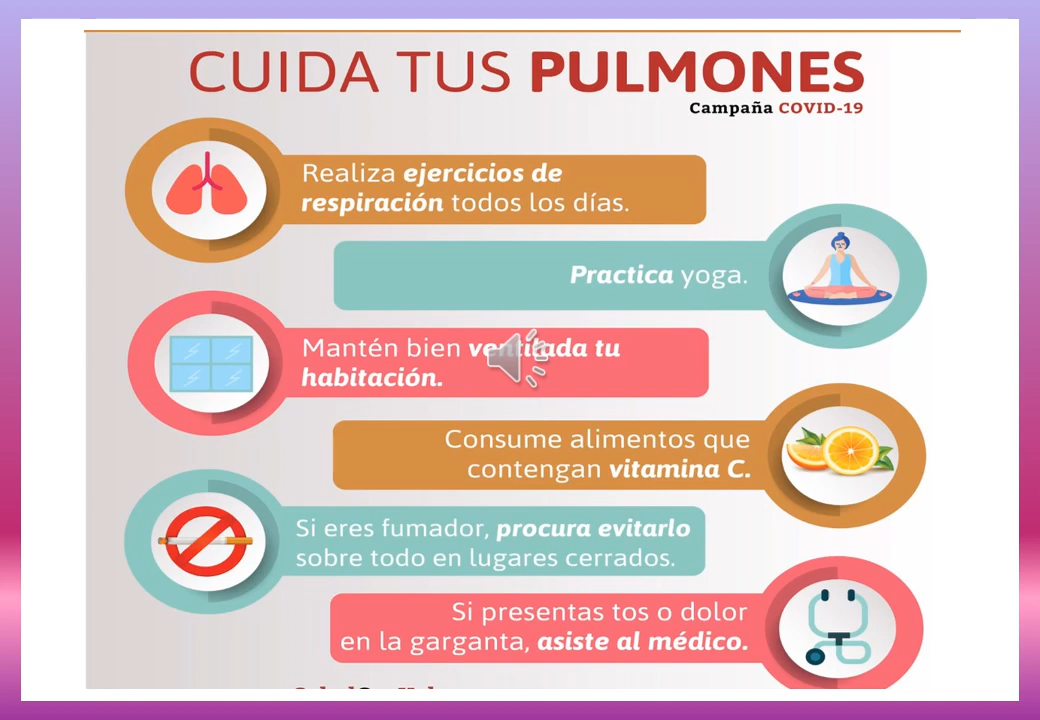 CUIDA TUS PULMONES
Campaña COVID-19
Realiza ejercicios de
respiración todos los días.
Practica yoga.
Mantén bien ventilada tu
habitación.
Consume alimentos que
contengan vitamina C.
Si eres fumador, procura evitarlo
sobre todo en lugares cerrados.
Si presentas tos o dolor
en la garganta, asiste al médico.